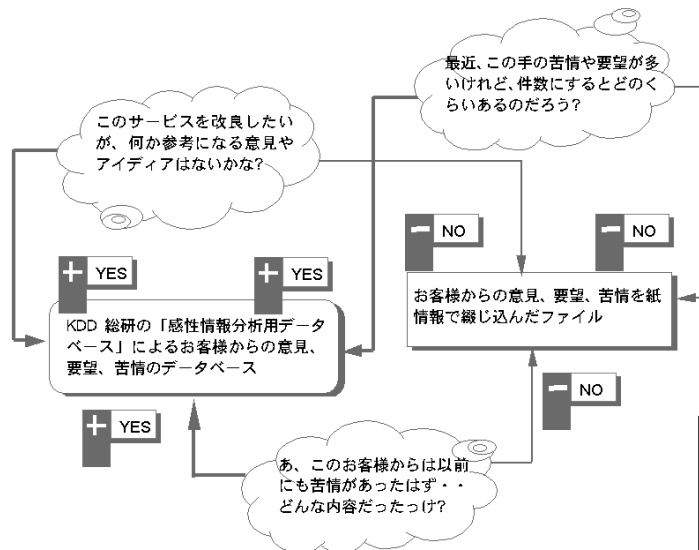 最近、この手の苦情や要望が多
いけれど、件数にするとどのく
らいあるのだろう?
このサービスを改良したい
が、何か参考になる意見や
アイディアはないかな?
NO
NO
YES
YES
お客様からの意見、要望、苦情を紙
情報で綴じ込んだファイル
KDD 総研の「感性情報分析用データ
ベース」によるお客様からの意見、
要望、苦情のデータベース
NO
YES
あ、このお客様からは以前
にも苦情があったはず・・
どんな内容だったっけ?